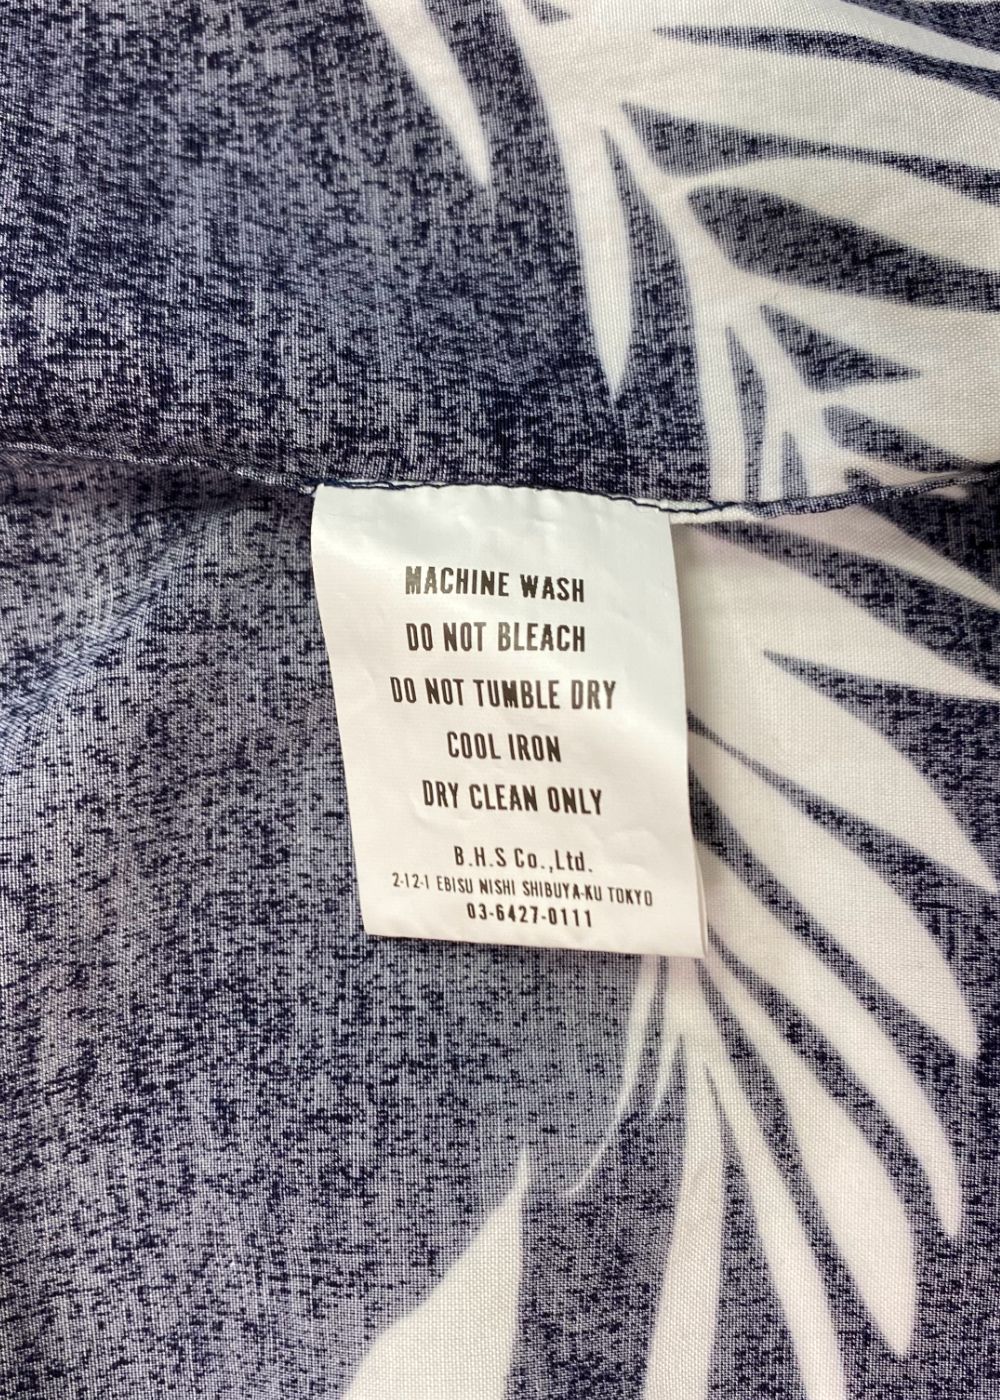 MACHINE WASH
DO NOT BLEACH
DO NOT TUMBLE DRY
COOL IRON
DRY CLEAN ONLY
B.H.S Co.,Ltd.
2-12-1 EBISU NISHI SHIBUYA-KU TOKYO
03-6427-0111